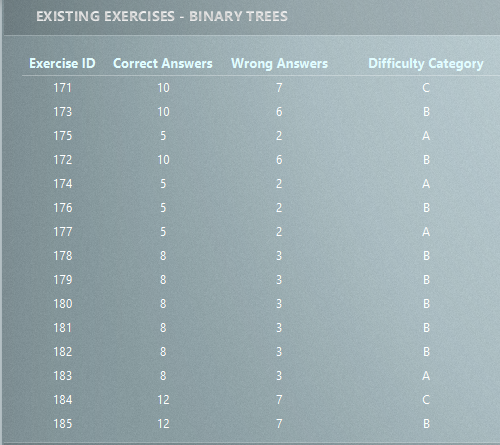 EXISTING EXERCISES - BINARY TREES
Exercise ID Correct Answers Wrong Answers Difficulty Category
171 10 7 C
173 10 6 B
175 5 2 A
172 10 6 B
174 5 2 A
176 5 2 B
177 5 2 A
178 8 3 B
179 8 3 B
180 8 3 B
181 8 3 B
182 8 3 B
183 8 3 A
184 12 7 C
185 12 7 B